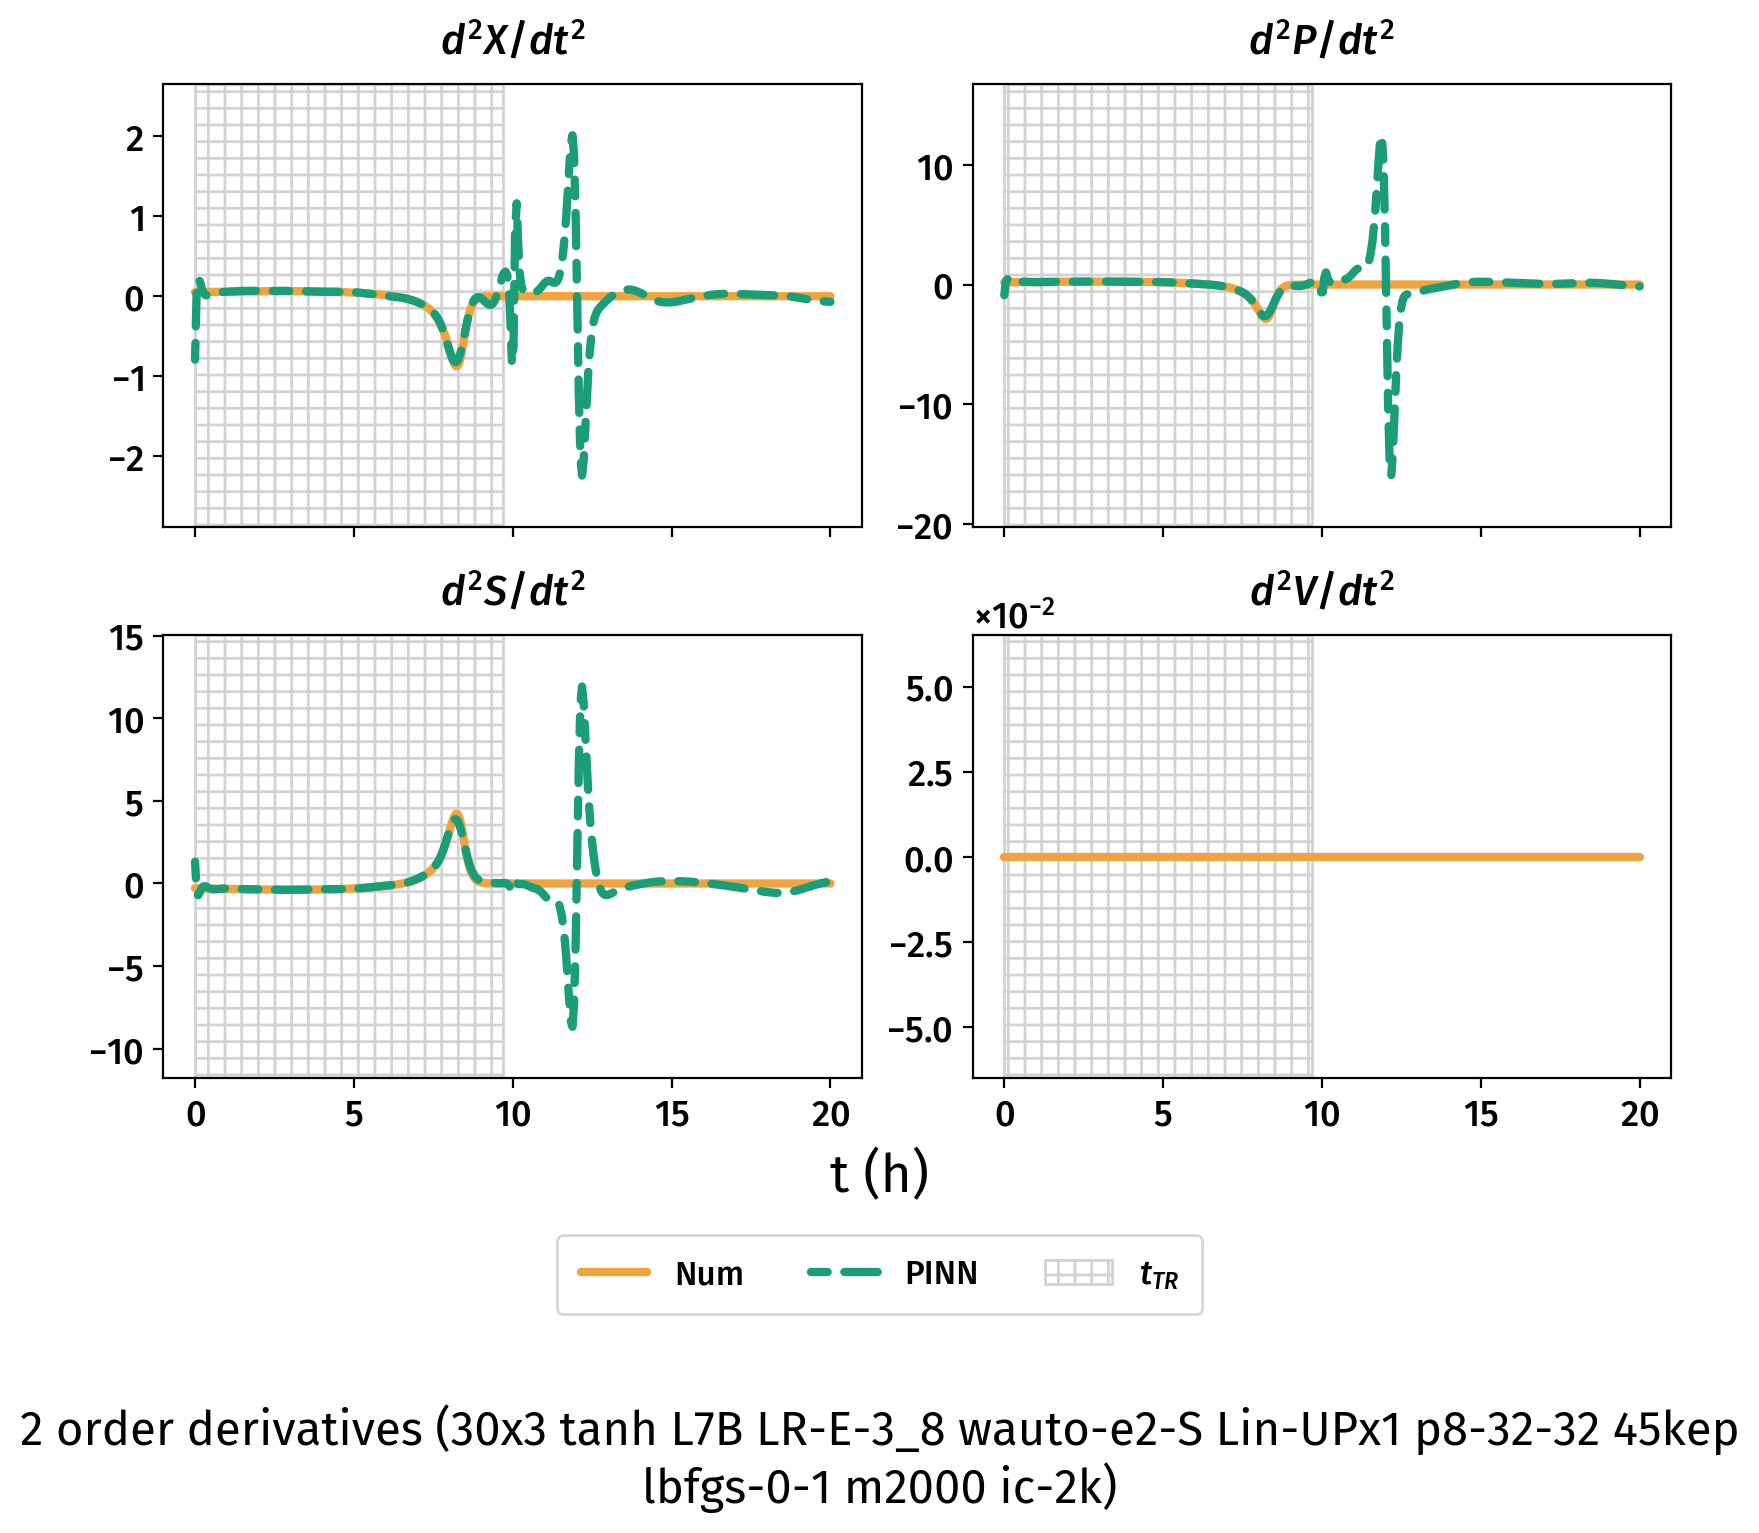 d²X/dt²
d²P/dt²
2
1
0
−1
−2
10
0
−10
−20
d²S/dt²
d²V/dt²
×10⁻²
15
10
5
0
−5
−10
5.0
2.5
0.0
−2.5
−5.0
0 5 10 15 20
0 5 10 15 20
t (h)
Num PINN t_TR
2 order derivatives (30x3 tanh L7B LR-E-3_8 wauto-e2-S Lin-UPx1 p8-32-32 45kep
lbfgs-0-1 m2000 ic-2k)